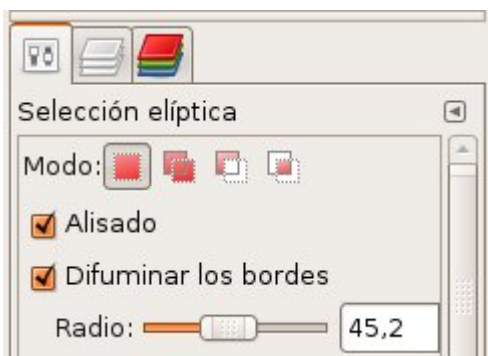 Selección elíptica
Modo:
Alisado
Difuminar los bordes
Radio: 45,2